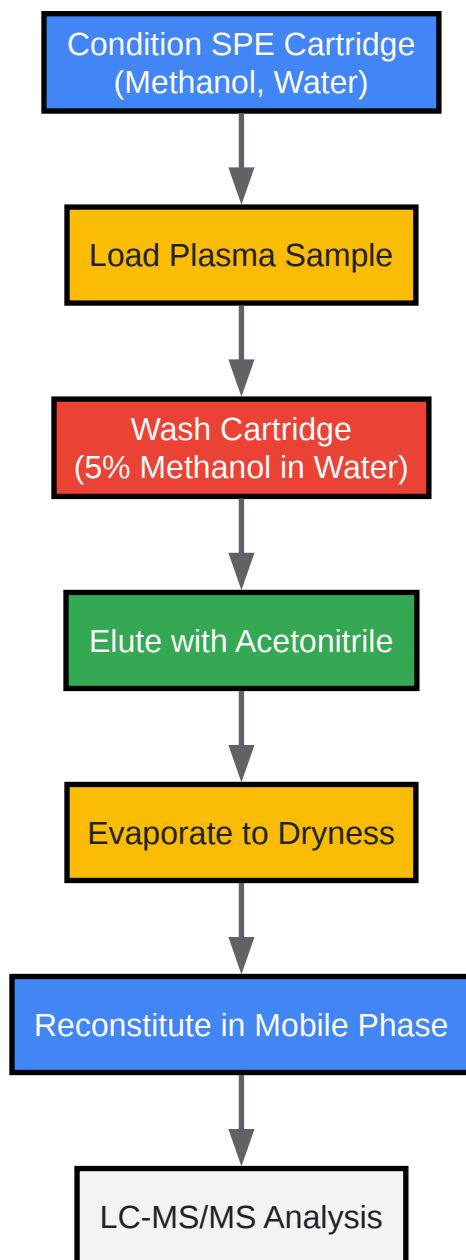 Condition SPE Cartridge
(Methanol, Water)
Load Plasma Sample
Wash Cartridge
(5% Methanol in Water)
Elute with Acetonitrile
Evaporate to Dryness
Reconstitute in Mobile Phase
LC-MS/MS Analysis